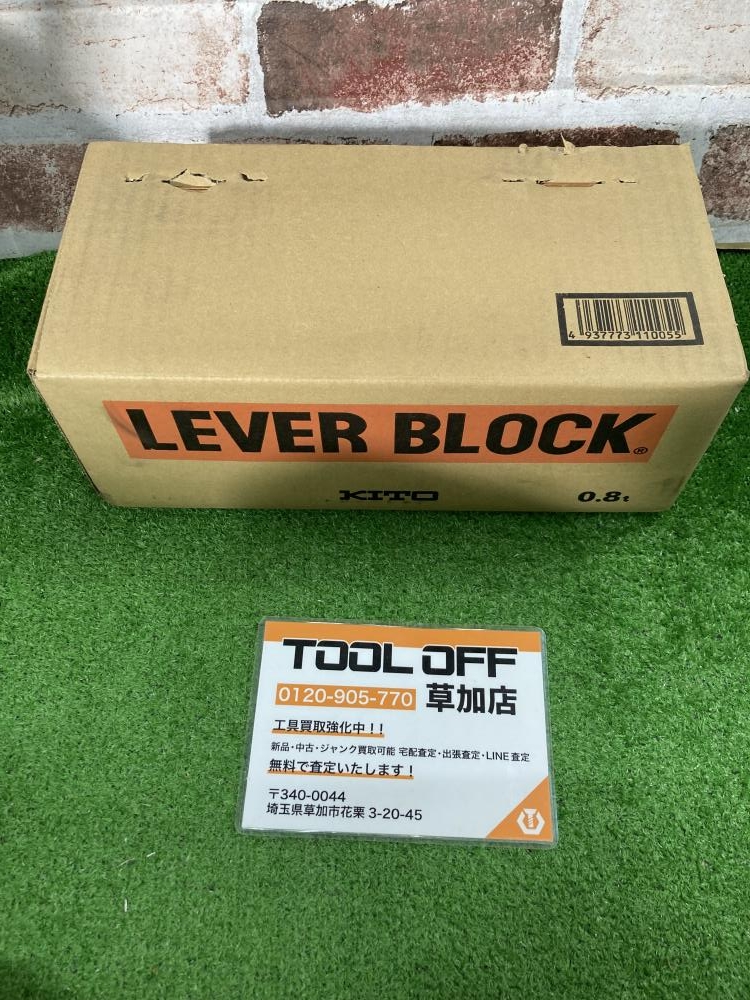 4 937773 110055
LEVER BLOCK®
KITO 0.8t
TOOL OFF
0120-905-770 草加店
工具買取強化中！！
新品・中古・ジャンク買取可能 宅配査定・出張査定・LINE査定
無料で査定いたします！
〒340-0044
埼玉県草加市花栗 3-20-45